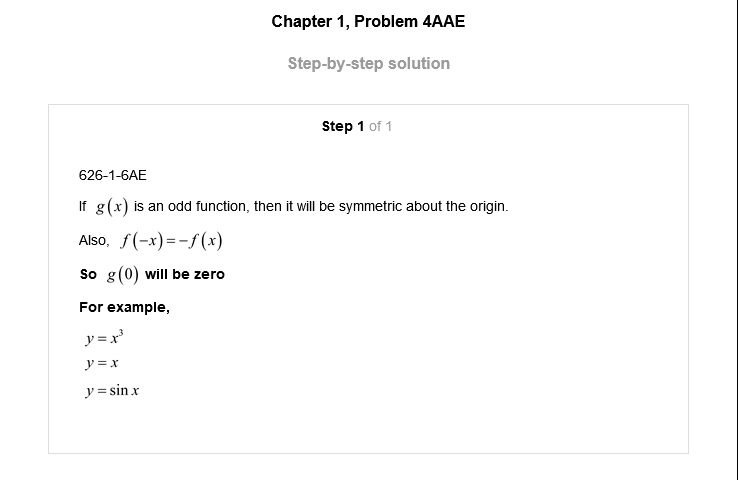 Chapter 1, Problem 4AAE
Step-by-step solution
Step 1 of 1
626-1-6AE
If g(x) is an odd function, then it will be symmetric about the origin.
Also, f(−x)=−f(x)
So g(0) will be zero
For example,
y = x³
y = x
y = sin x